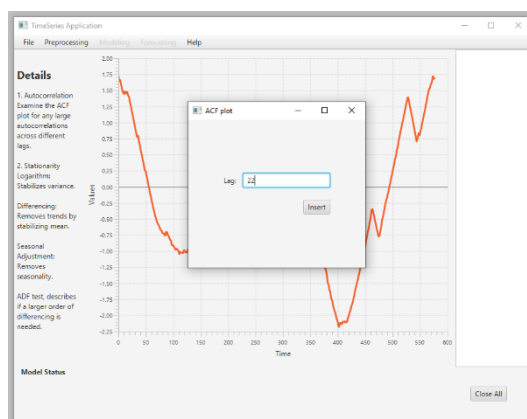 TimeSeries Application
File Preprocessing Modeling Forecasting Help
Details
1. Autocorrelation
Examine the ACF
plot for any large
autocorrelations
across different
lags.
2. Stationarity
Logarithm:
Stabilizes variance.
Differencing:
Removes trends by
stabilizing mean.
Seasonal
Adjustment:
Removes
seasonality.
ADF test, describes
if a larger order of
differencing is
needed.
Model Status
Values
2.00
1.75
1.50
1.25
1.00
0.75
0.50
0.25
0.00
-0.25
-0.50
-0.75
-1.00
-1.25
-1.50
-1.75
-2.00
-2.25
0 50 100 150 200 250 300 350 400 450 500 550 600
Time
ACF plot
Lag: 22
Insert
Close All